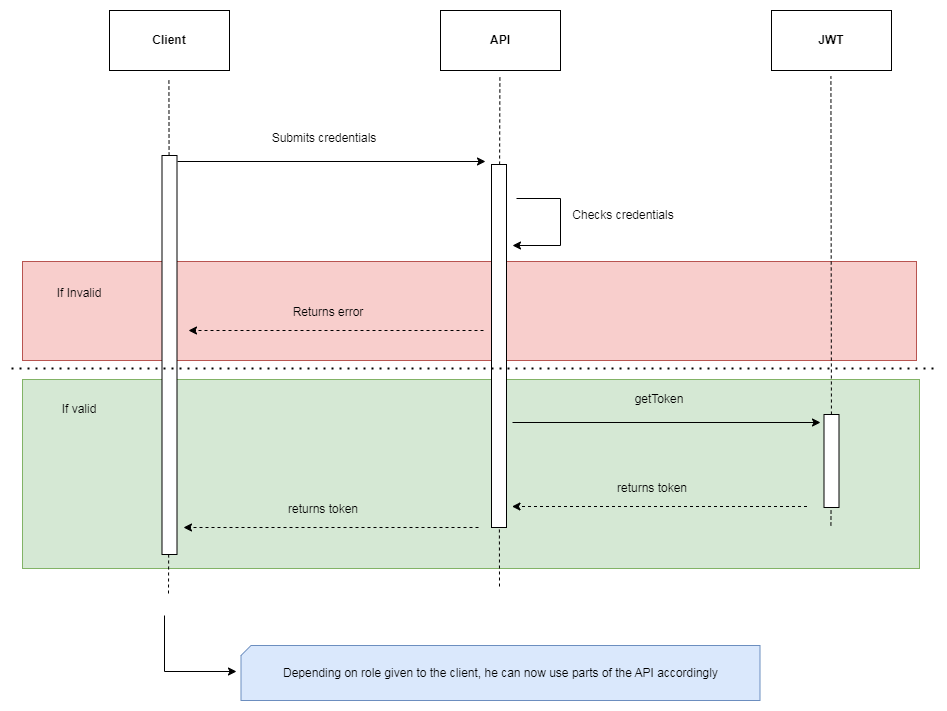 Client
API
JWT
Submits credentials
Checks credentials
If Invalid
Returns error
If valid
getToken
returns token
returns token
Depending on role given to the client, he can now use parts of the API accordingly